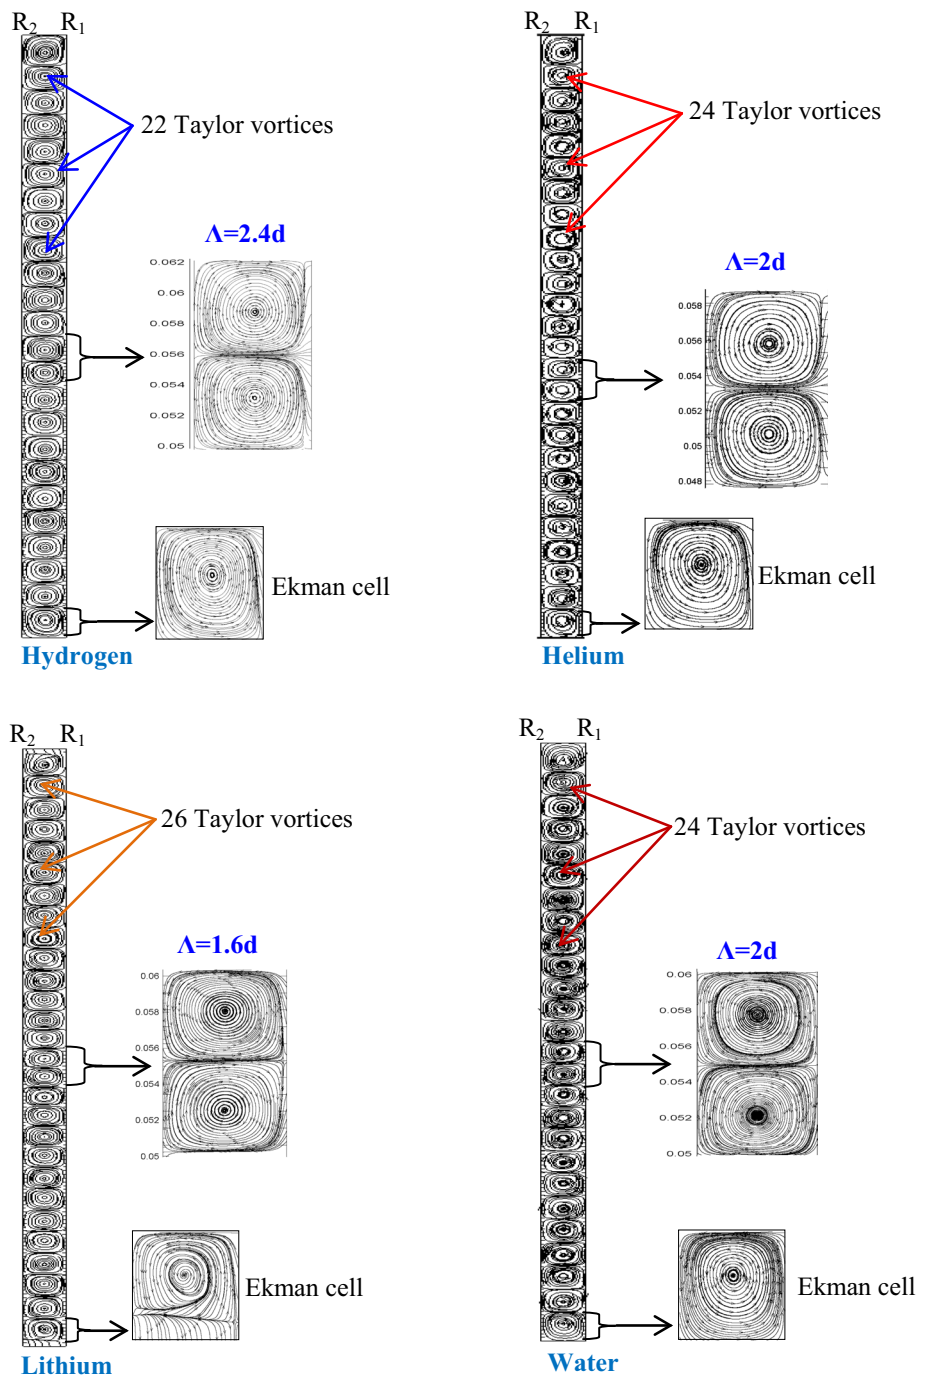 R₂ R₁
22 Taylor vortices
Λ=2.4d
0.062
0.06
0.058
0.056
0.054
0.052
0.05
Ekman cell
Hydrogen
R₂ R₁
24 Taylor vortices
Λ=2d
0.058
0.056
0.054
0.052
0.05
0.048
Ekman cell
Helium
R₂ R₁
26 Taylor vortices
Λ=1.6d
0.06
0.058
0.056
0.054
0.052
0.05
Ekman cell
Lithium
R₂ R₁
24 Taylor vortices
Λ=2d
0.06
0.058
0.056
0.054
0.052
0.05
Ekman cell
Water